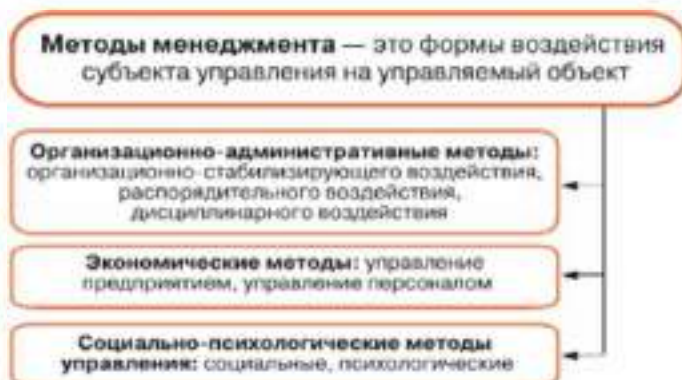 Методы менеджмента — это формы воздействия
субъекта управления на управляемый объект
Организационно-административные методы:
организационно-стабилизирующего воздействия,
распорядительного воздействия,
дисциплинарного воздействия
Экономические методы: управление
предприятием, управление персоналом
Социально-психологические методы
управления: социальные, психологические